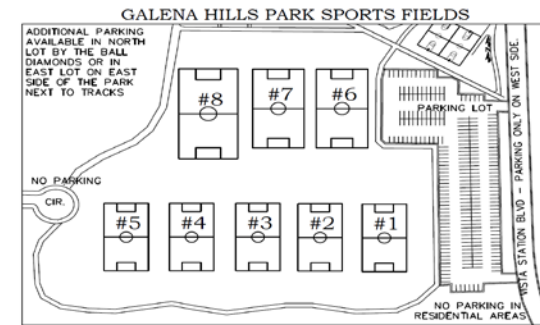 GALENA HILLS PARK SPORTS FIELDS
ADDITIONAL PARKING
AVAILABLE IN NORTH
LOT BY THE BALL
DIAMONDS OR IN
EAST LOT ON EAST
SIDE OF THE PARK
NEXT TO TRACKS
#8
#7
#6
PARKING LOT
NO PARKING
CIR.
#5
#4
#3
#2
#1
VISTA STATION BLVD - PARKING ONLY ON WEST SIDE.
NO PARKING IN
RESIDENTIAL AREAS